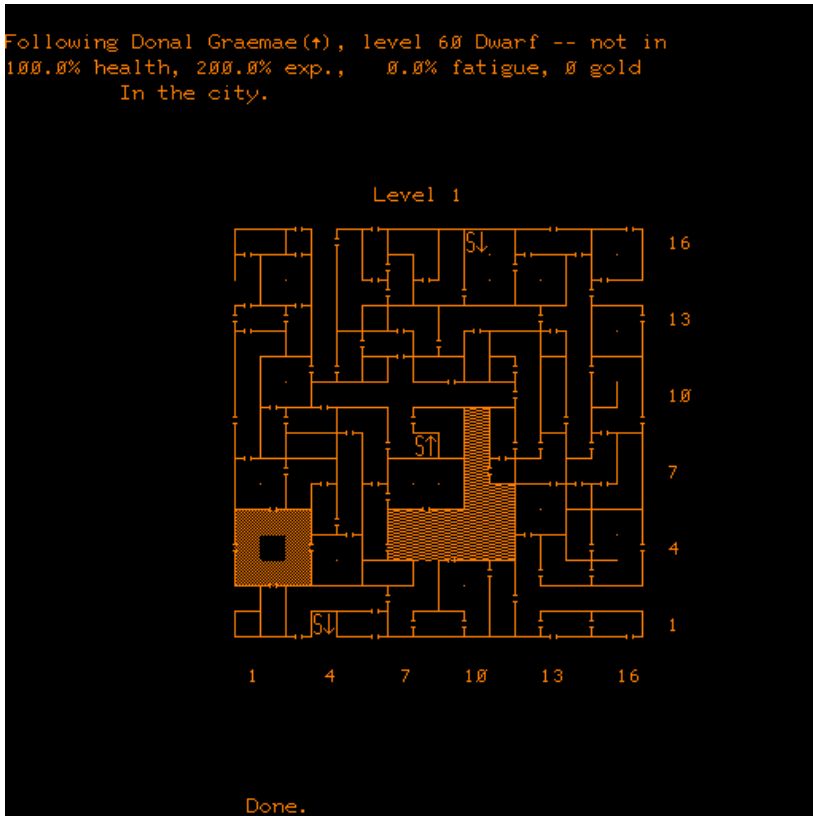 Following Donal Graemae(↑), level 60 Dwarf -- not in
100.0% health, 200.0% exp.,   0.0% fatigue, 0 gold
In the city.
Level 1
S↓
16
13
10
S↑
7
4
S↓
1
1 4 7 10 13 16
Done.